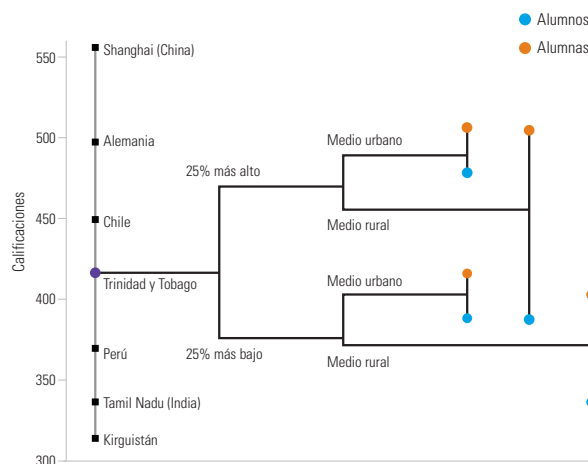 Alumnos
Alumnas
Calificaciones
550
500
450
400
350
300
Shanghai (China)
Alemania
Chile
Trinidad y Tobago
Perú
Tamil Nadu (India)
Kirguistán
25% más alto
25% más bajo
Medio urbano
Medio rural
Medio urbano
Medio rural